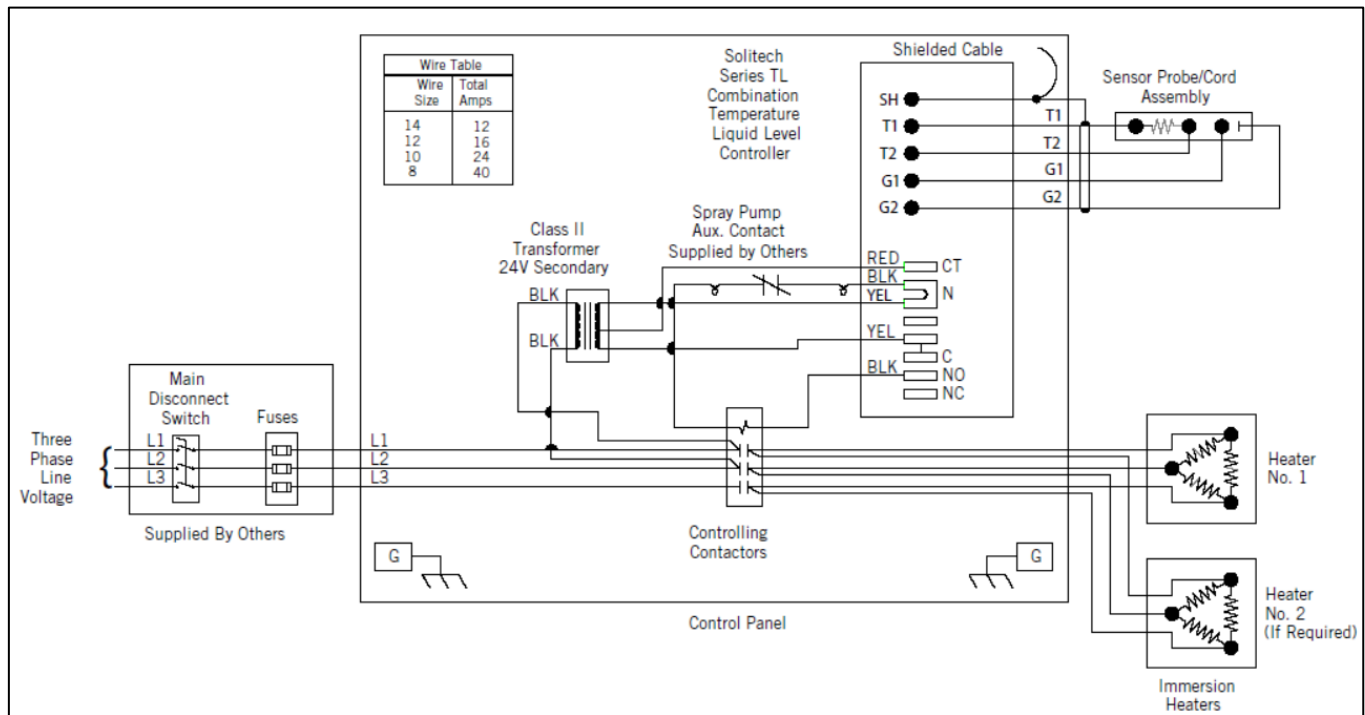 Wire Table
Wire Size
Total Amps
14 12
12 16
10 24
8 40
Solitech
Series TL
Combination
Temperature
Liquid Level
Controller
Shielded Cable
SH
T1
T2
G1
G2
T1
T2
G1
G2
Sensor Probe/Cord
Assembly
Class II
Transformer
24V Secondary
BLK
BLK
Spray Pump
Aux. Contact
Supplied by Others
RED
BLK
YEL
YEL
BLK
CT
N
C
NO
NC
Three
Phase
Line
Voltage
Main
Disconnect
Switch
Fuses
L1
L2
L3
Supplied By Others
L1
L2
L3
G
Controlling
Contactors
G
Control Panel
Heater
No. 1
Heater
No. 2
(If Required)
Immersion
Heaters